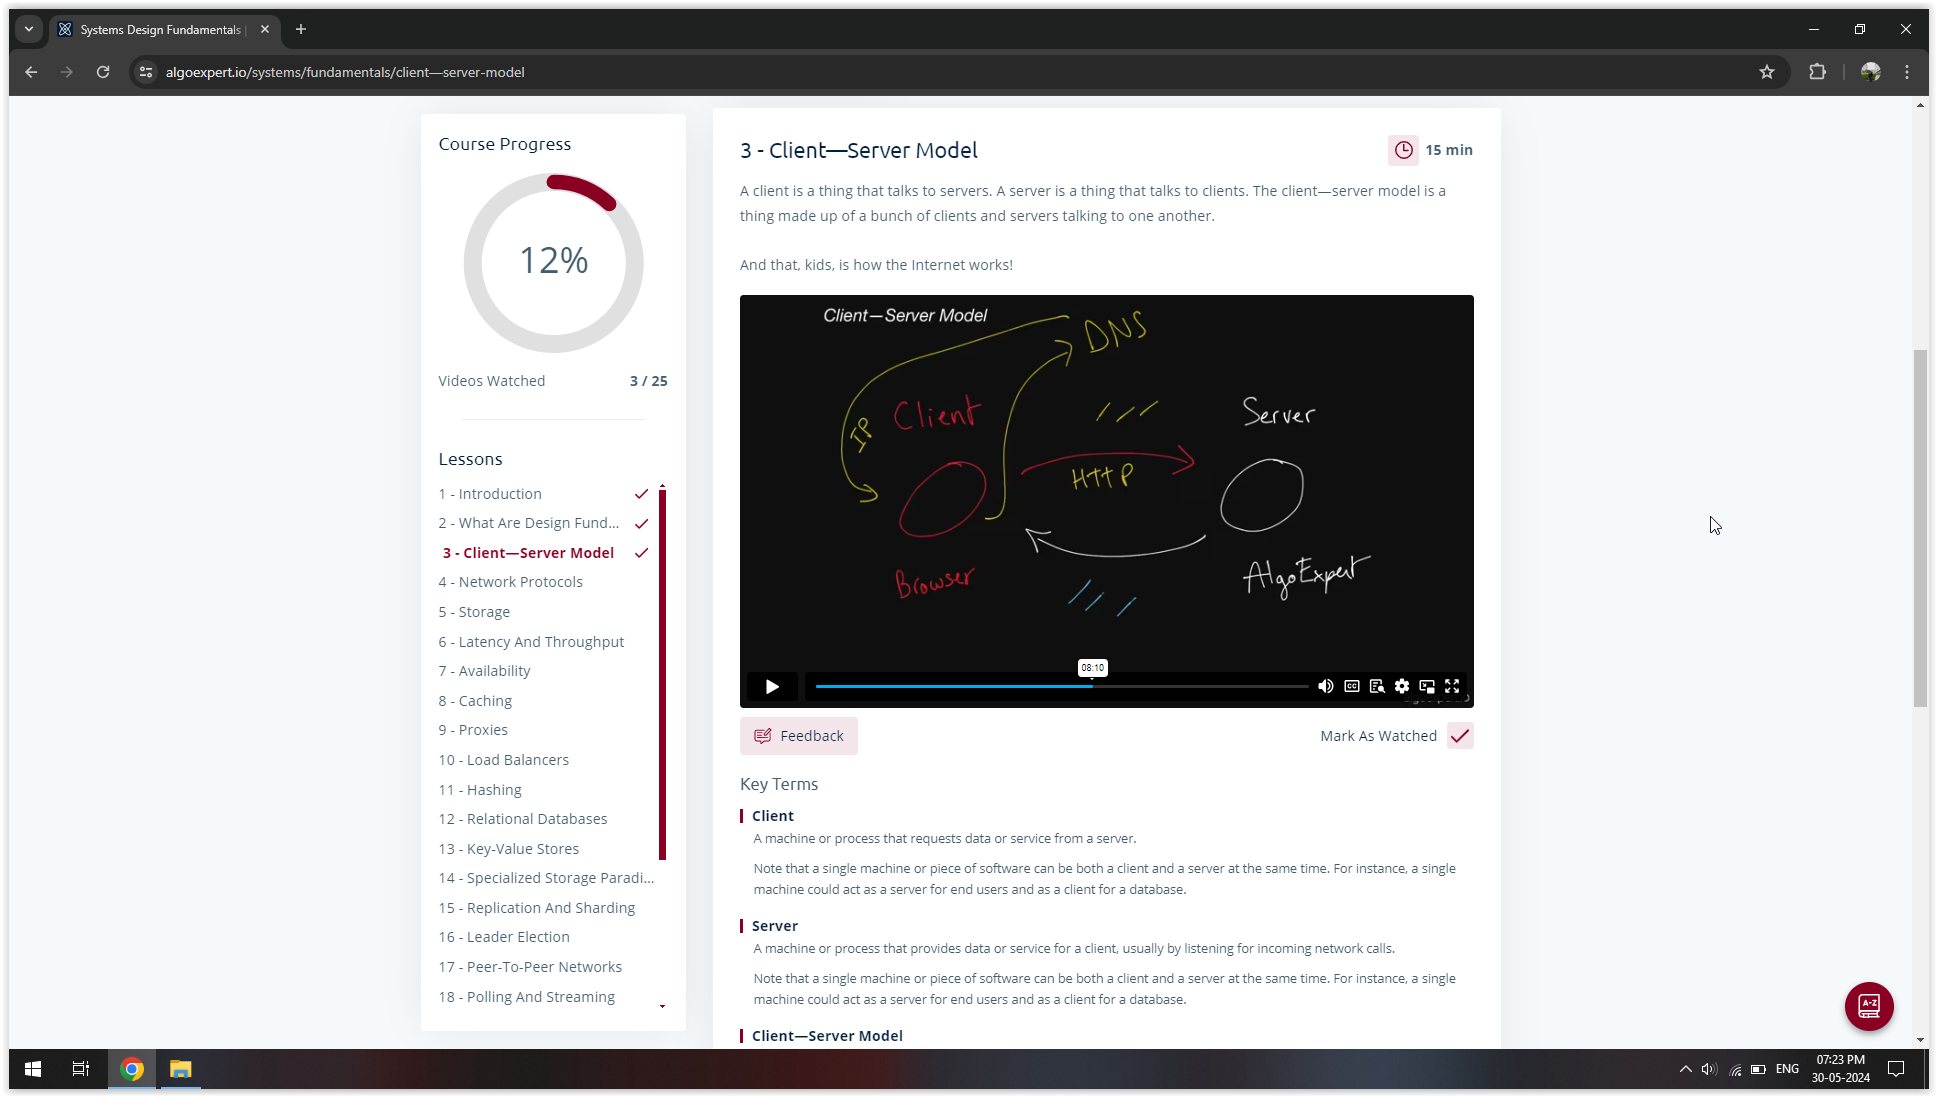 Systems Design Fundamentals |
algoexpert.io/systems/fundamentals/client—server-model
Course Progress
12%
Videos Watched 3 / 25
Lessons
1 - Introduction
2 - What Are Design Fund...
3 - Client—Server Model
4 - Network Protocols
5 - Storage
6 - Latency And Throughput
7 - Availability
8 - Caching
9 - Proxies
10 - Load Balancers
11 - Hashing
12 - Relational Databases
13 - Key-Value Stores
14 - Specialized Storage Paradi...
15 - Replication And Sharding
16 - Leader Election
17 - Peer-To-Peer Networks
18 - Polling And Streaming
3 - Client—Server Model
15 min
A client is a thing that talks to servers. A server is a thing that talks to clients. The client—server model is a
thing made up of a bunch of clients and servers talking to one another.
And that, kids, is how the Internet works!
Client—Server Model
DNS
IP
Client
Server
HTTP
Browser
AlgoExpert
08:10
CC
Feedback
Mark As Watched
Key Terms
Client
A machine or process that requests data or service from a server.
Note that a single machine or piece of software can be both a client and a server at the same time. For instance, a single
machine could act as a server for end users and as a client for a database.
Server
A machine or process that provides data or service for a client, usually by listening for incoming network calls.
Note that a single machine or piece of software can be both a client and a server at the same time. For instance, a single
machine could act as a server for end users and as a client for a database.
Client—Server Model
A-Z
ENG
07:23 PM
30-05-2024